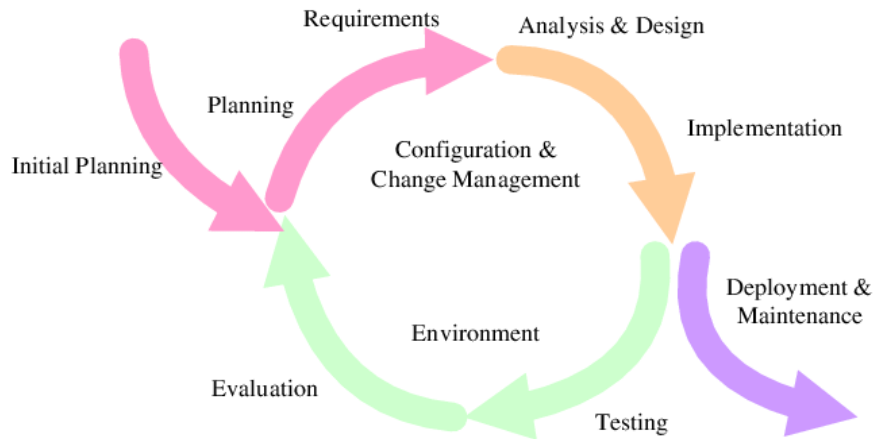 Requirements
Analysis & Design
Planning
Implementation
Configuration &
Change Management
Initial Planning
Deployment &
Maintenance
Environment
Evaluation
Testing